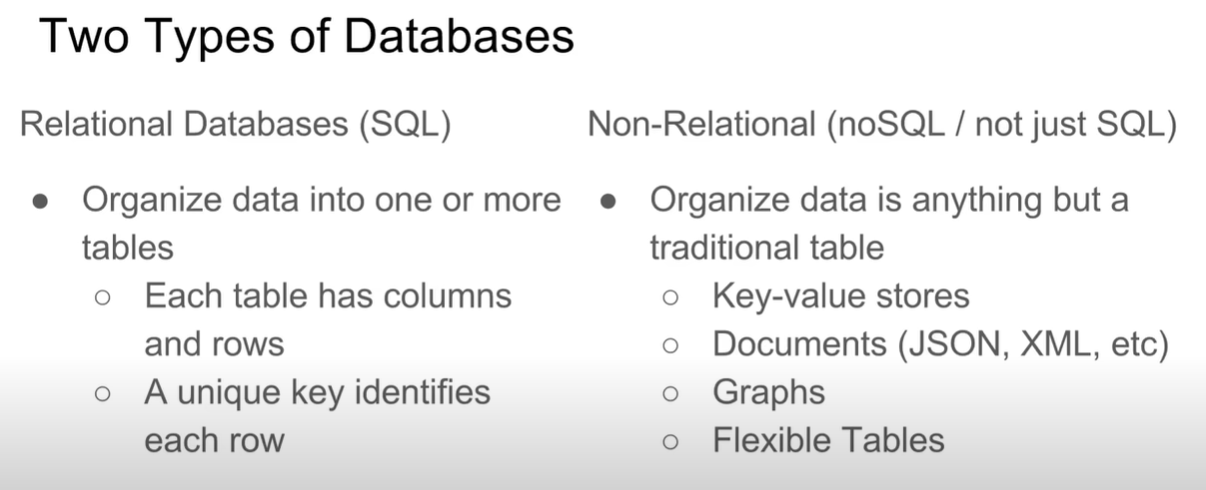 Two Types of Databases
Relational Databases (SQL)
● Organize data into one or more
tables
○ Each table has columns
and rows
○ A unique key identifies
each row
Non-Relational (noSQL / not just SQL)
● Organize data is anything but a
traditional table
○ Key-value stores
○ Documents (JSON, XML, etc)
○ Graphs
○ Flexible Tables